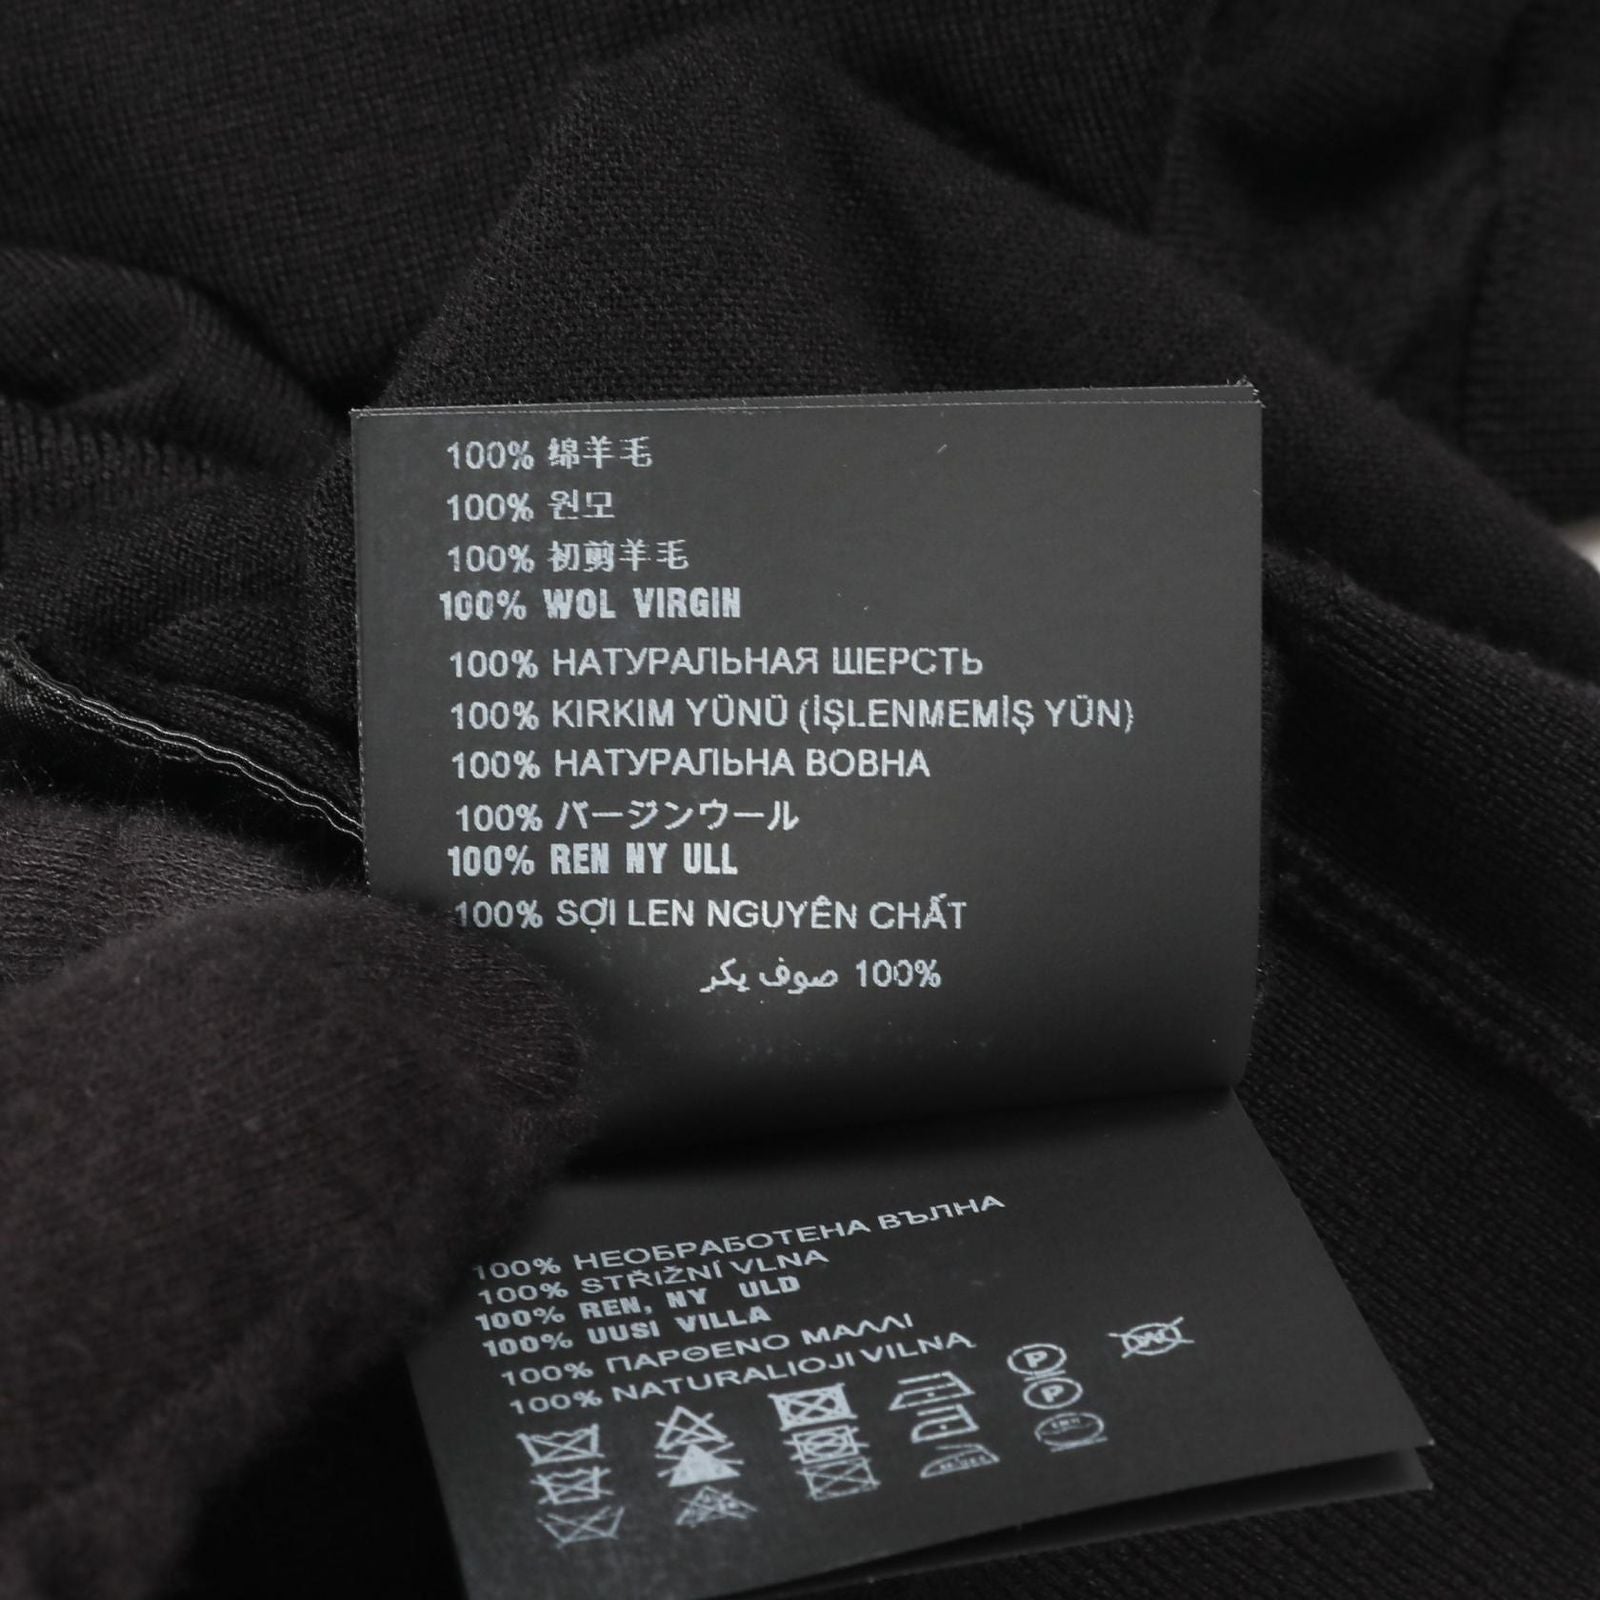 100% 绵羊毛
100% 원모
100% 初剪羊毛
100% WOL VIRGIN
100% НАТУРАЛЬНАЯ ШЕРСТЬ
100% KIRKIM YÜNÜ (İŞLENMEMİŞ YÜN)
100% НАТУРАЛЬНА ВОВНА
100% バージンウール
100% REN NY ULL
100% SỢI LEN NGUYÊN CHẤT
100% صوف بكر
100% НЕОБРАБОТЕНА ВЪЛНА
100% STŘIŽNÍ VLNA
100% REN, NY ULD
100% UUSI VILLA
100% ΠΑΡΘΕΝΟ ΜΑΛΛΙ
100% NATURALIOJI VILNA
P
P
W